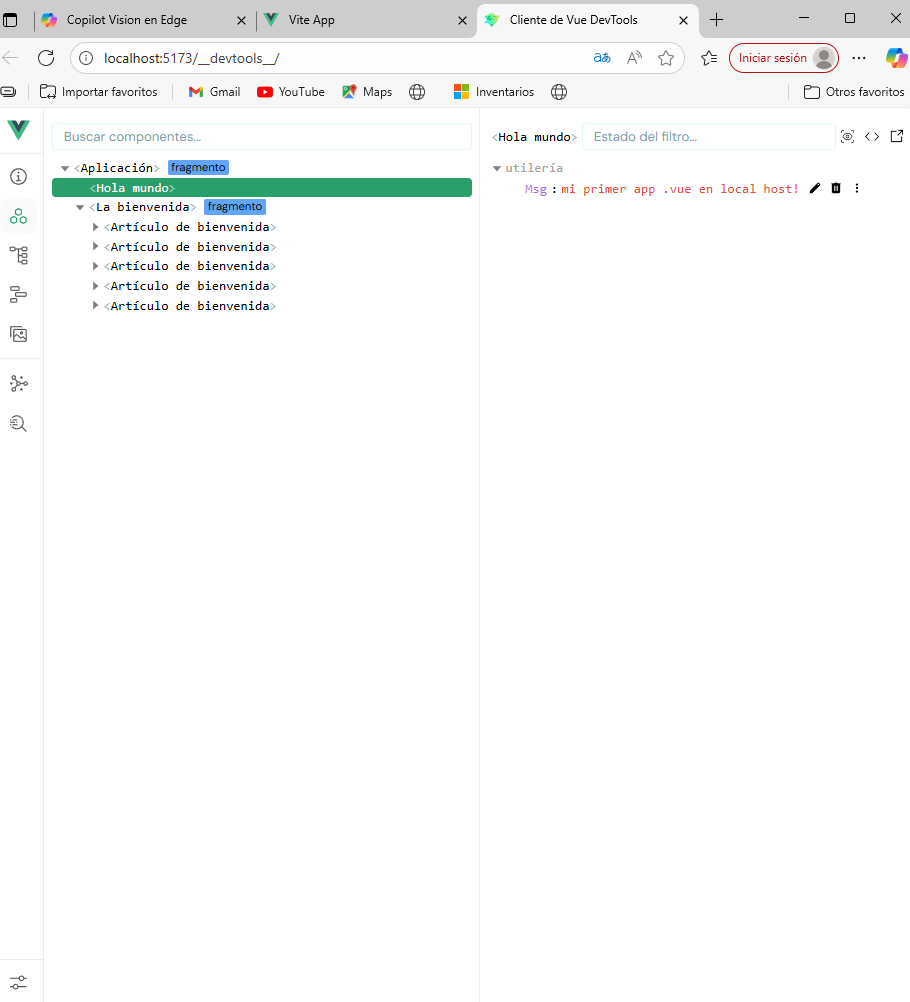 Copilot Vision en Edge
Vite App
Cliente de Vue DevTools
localhost:5173/__devtools__/
aあ
A
Iniciar sesión
Importar favoritos
Gmail
YouTube
Maps
Inventarios
Otros favoritos
Buscar componentes...
<Hola mundo>
Estado del filtro...
<Aplicación> fragmento
<Hola mundo>
<La bienvenida> fragmento
<Artículo de bienvenida>
<Artículo de bienvenida>
<Artículo de bienvenida>
<Artículo de bienvenida>
<Artículo de bienvenida>
utilería
Msg : mi primer app .vue en local host!